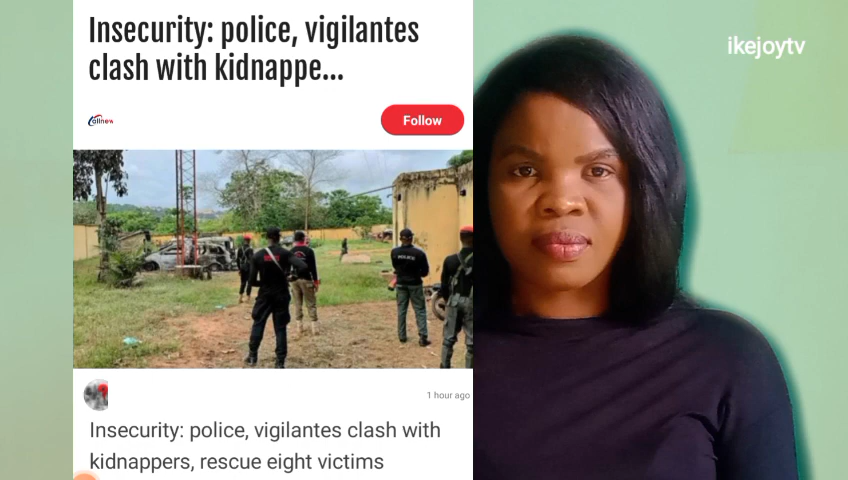 Insecurity: police, vigilantes
clash with kidnappe...
ikejoytv
Follow
POLICE
1 hour ago
Insecurity: police, vigilantes clash with
kidnappers, rescue eight victims